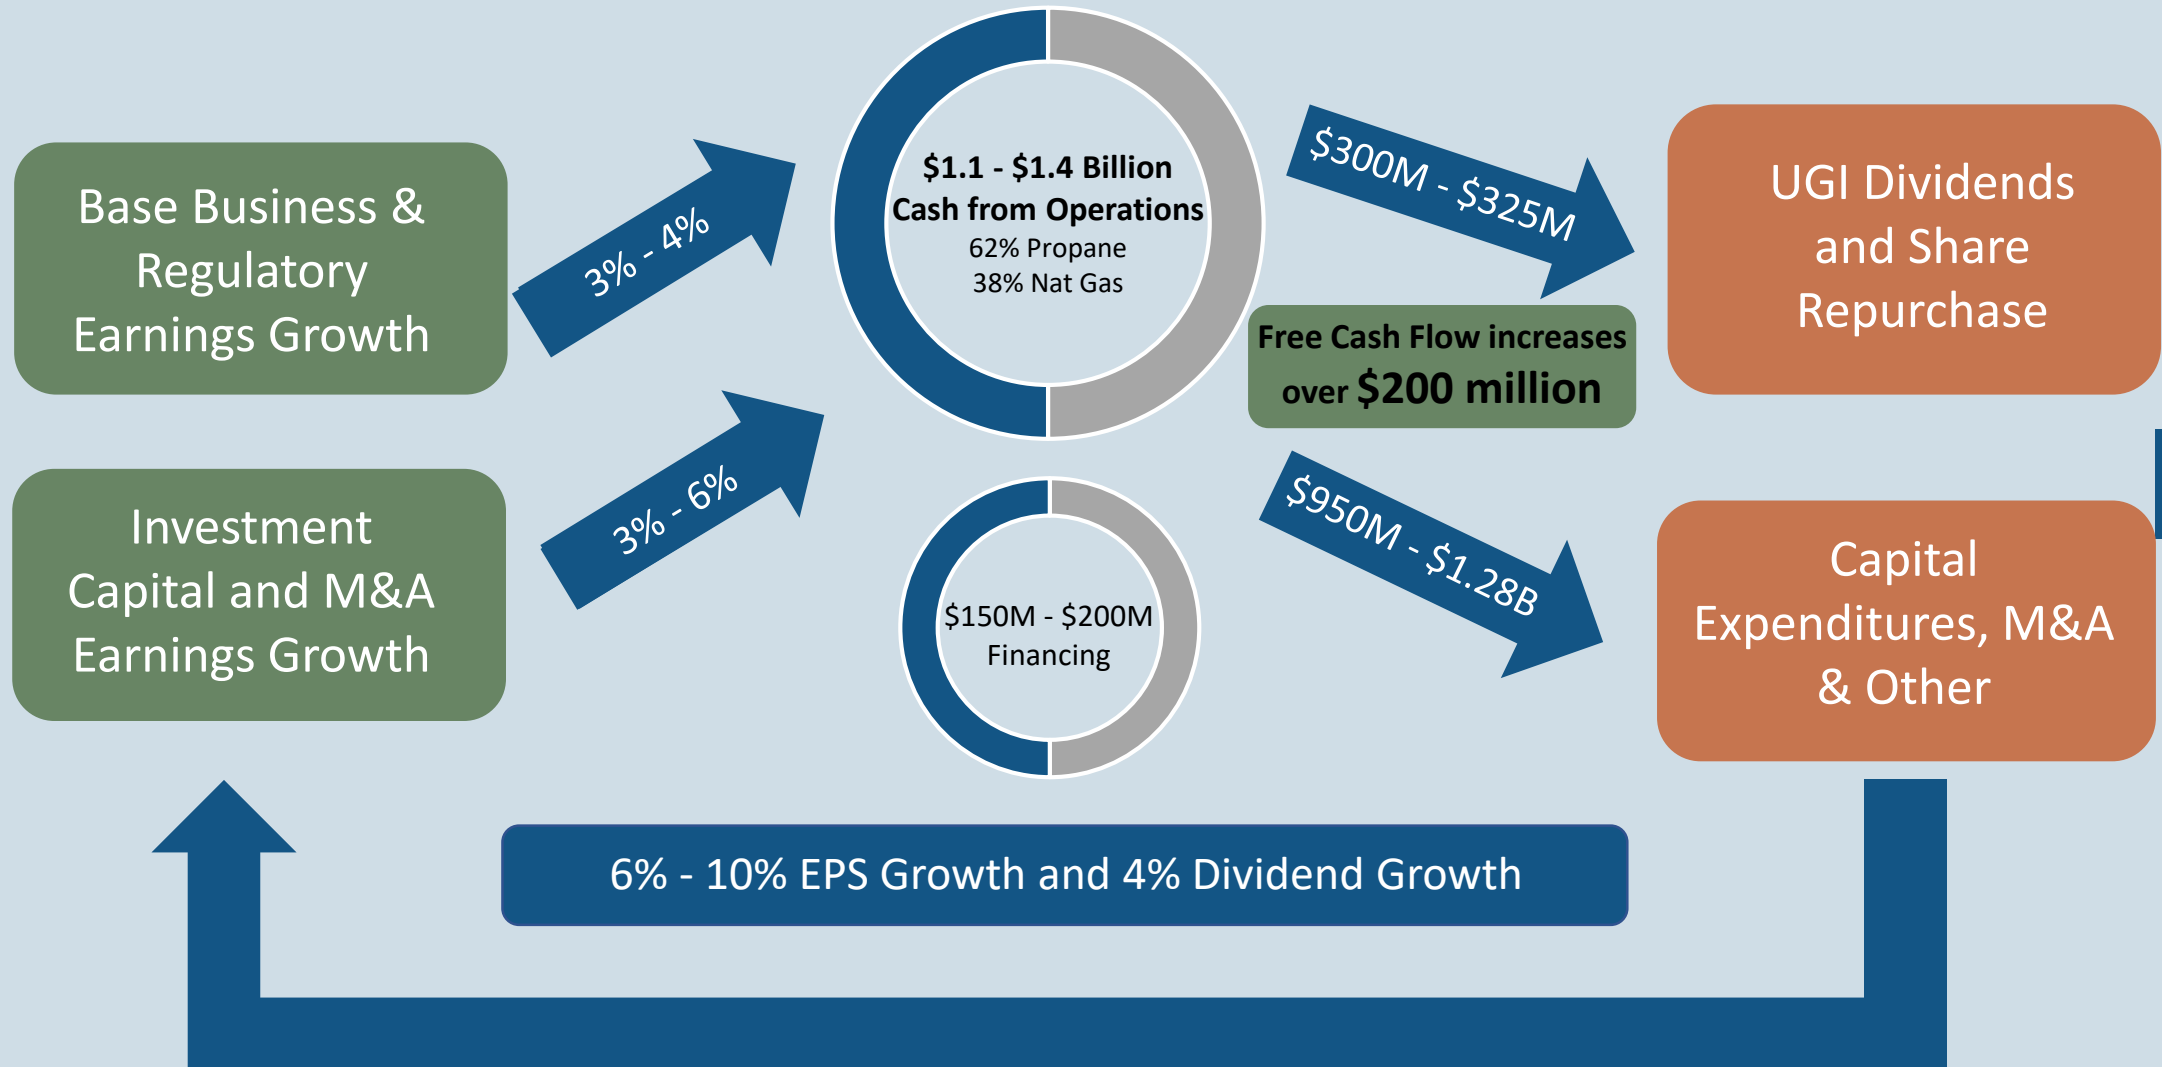 Base Business &
Regulatory
Earnings Growth
3% - 4%
Investment
Capital and M&A
Earnings Growth
3% - 6%
$1.1 - $1.4 Billion
Cash from Operations
62% Propane
38% Nat Gas
$150M - $200M
Financing
$300M - $325M
Free Cash Flow increases
over $200 million
$950M - $1.28B
UGI Dividends
and Share
Repurchase
Capital
Expenditures, M&A
& Other
6% - 10% EPS Growth and 4% Dividend Growth